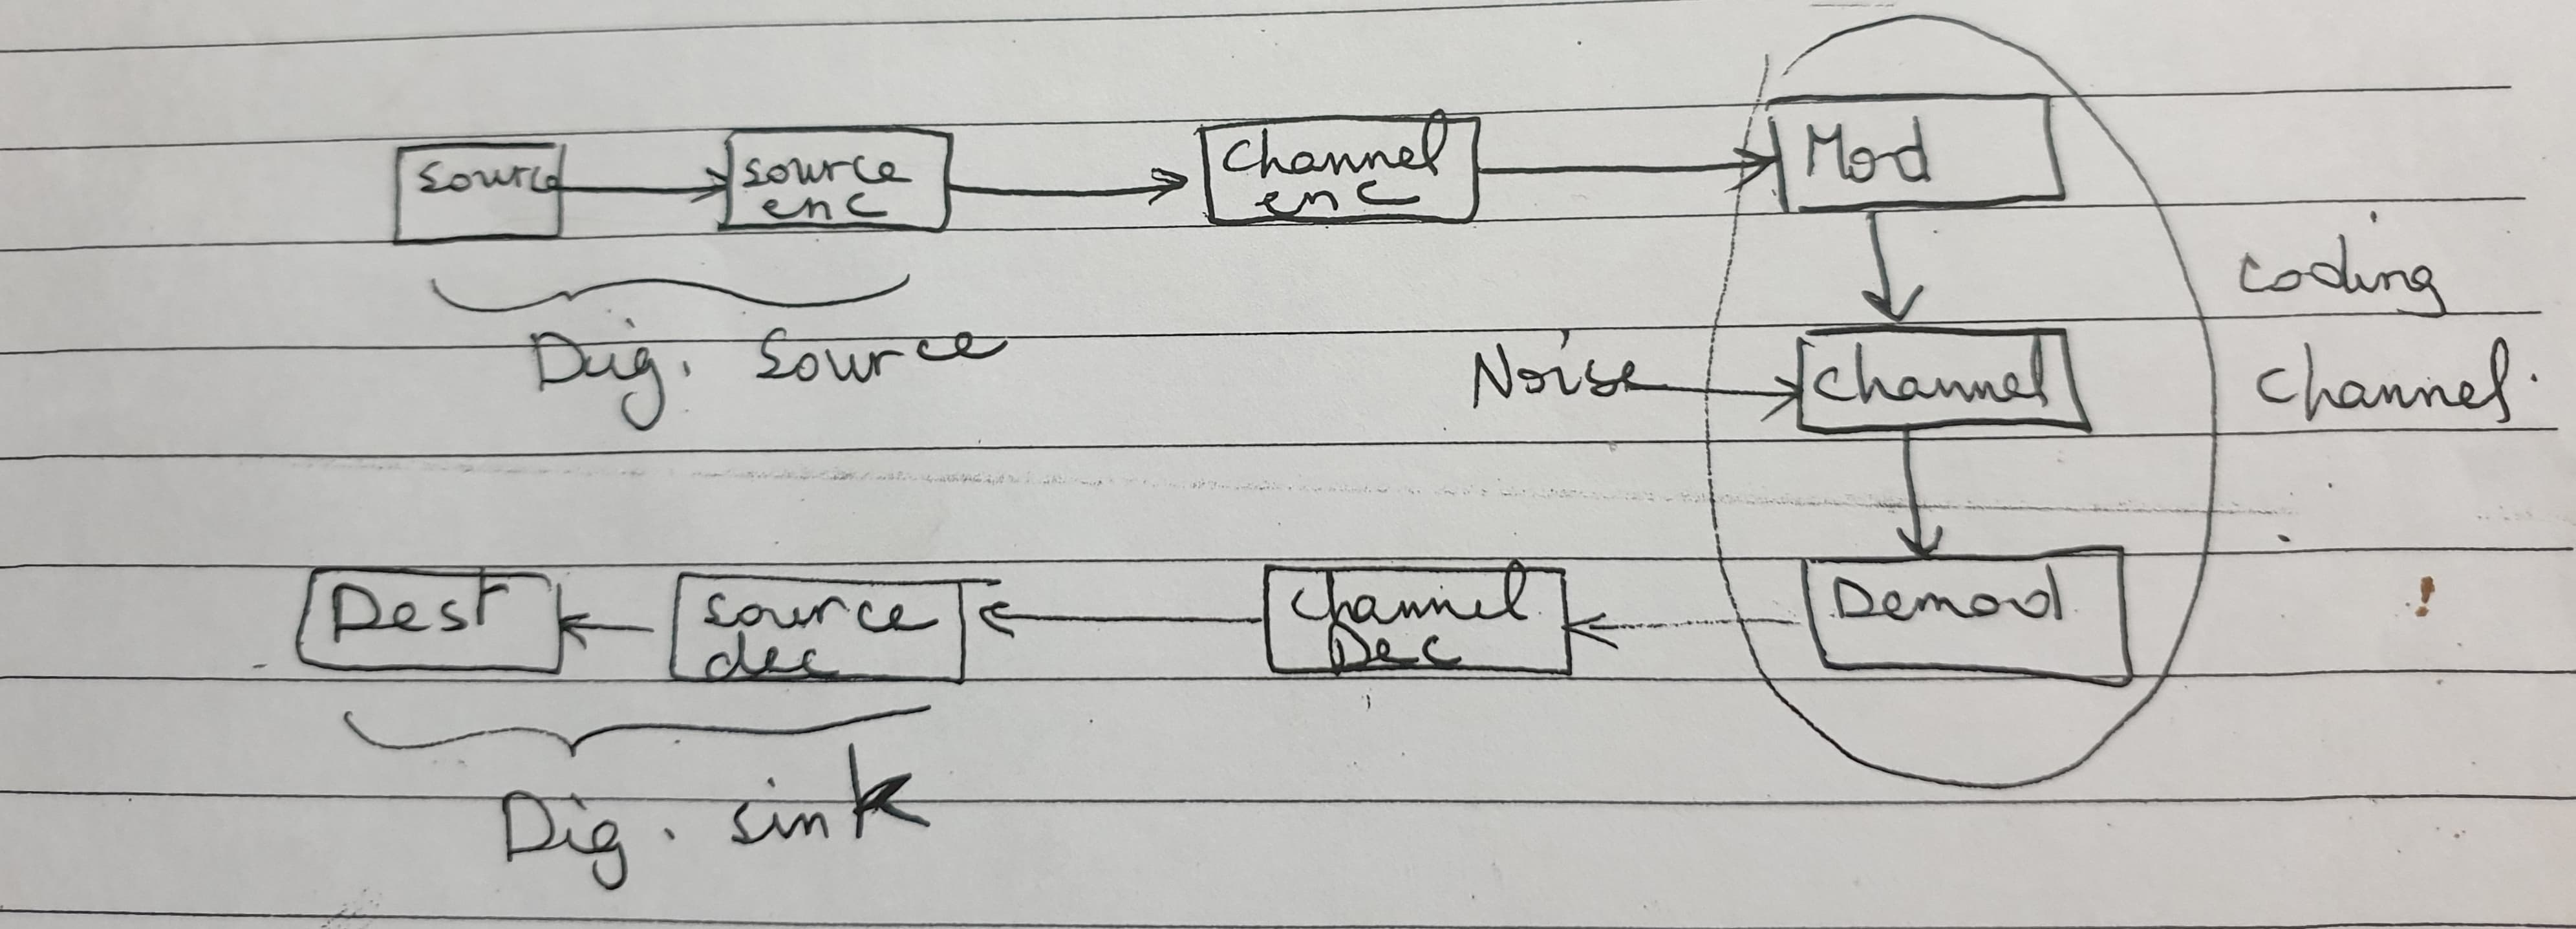 Source
source
enc
Channel
enc
Mod
Dig. Source
Noise
Channel
coding
Channel.
Dest
source
dec
Channel
Dec
Demod
Dig. sink